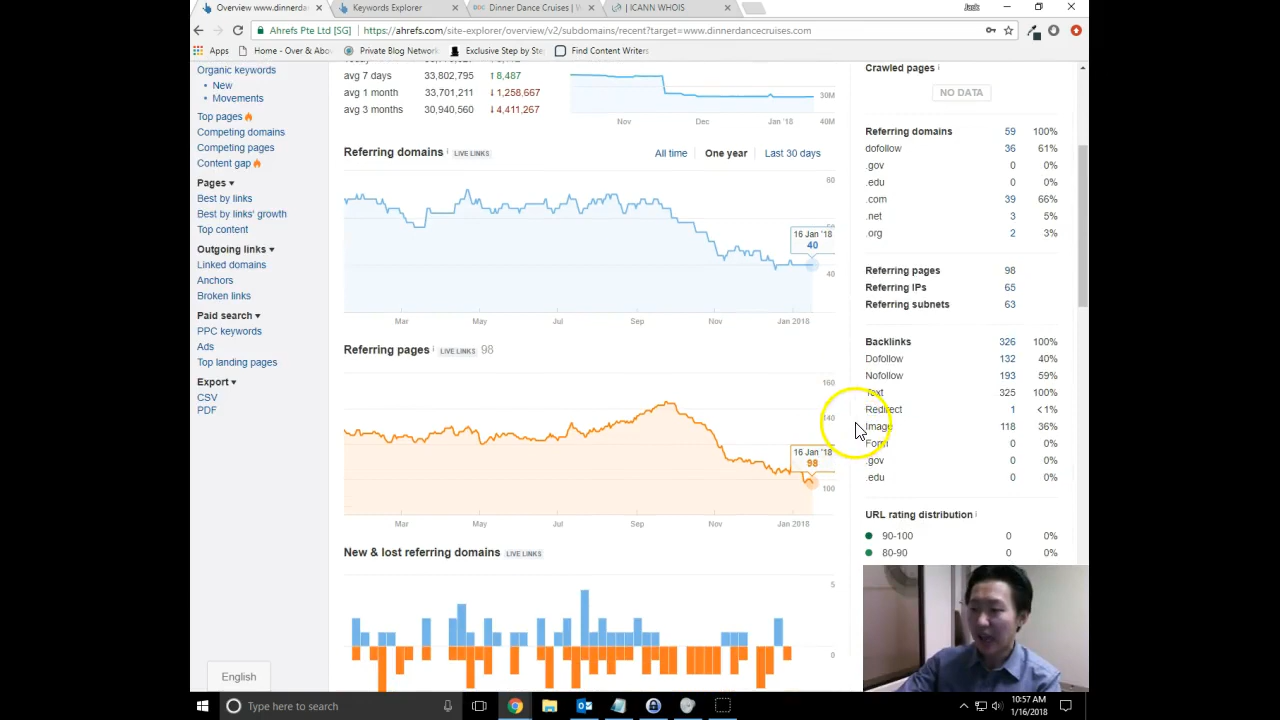 Overview www.dinnerda
Keywords Explorer
Dinner Dance Cruises | W
ICANN WHOIS
Jack
Ahrefs Pte Ltd [SG]
https://ahrefs.com/site-explorer/overview/v2/subdomains/recent?target=www.dinnerdancecruises.com
Apps
Home - Over & Abo
Private Blog Network
Exclusive Step by Ste
Find Content Writers
Organic keywords
New
Movements
Top pages
Competing domains
Competing pages
Content gap
Pages
Best by links
Best by links' growth
Top content
Outgoing links
Linked domains
Anchors
Broken links
Paid search
PPC keywords
Ads
Top landing pages
Export
CSV
PDF
English
avg 7 days 33,802,795 ↑8,487
avg 1 month 33,701,211 ↓1,258,667
avg 3 months 30,940,560 ↓4,411,267
30M
Nov Dec Jan '18 40M
Referring domains LIVE LINKS All time One year Last 30 days
60
16 Jan '18
40
40
Mar May Jul Sep Nov Jan 2018
Referring pages LIVE LINKS 98
160
140
16 Jan '18
98
100
Mar May Jul Sep Nov Jan 2018
New & lost referring domains LIVE LINKS
5
0
Crawled pages
NO DATA
Referring domains 59 100%
dofollow 36 61%
.gov 0 0%
.edu 0 0%
.com 39 66%
.net 3 5%
.org 2 3%
Referring pages 98
Referring IPs 65
Referring subnets 63
Backlinks 326 100%
Dofollow 132 40%
Nofollow 193 59%
Text 325 100%
Redirect 1 <1%
Image 118 36%
Form 0 0%
.gov 0 0%
.edu 0 0%
URL rating distribution
90-100 0 0%
80-90 0 0%
Type here to search
10:57 AM
1/16/2018